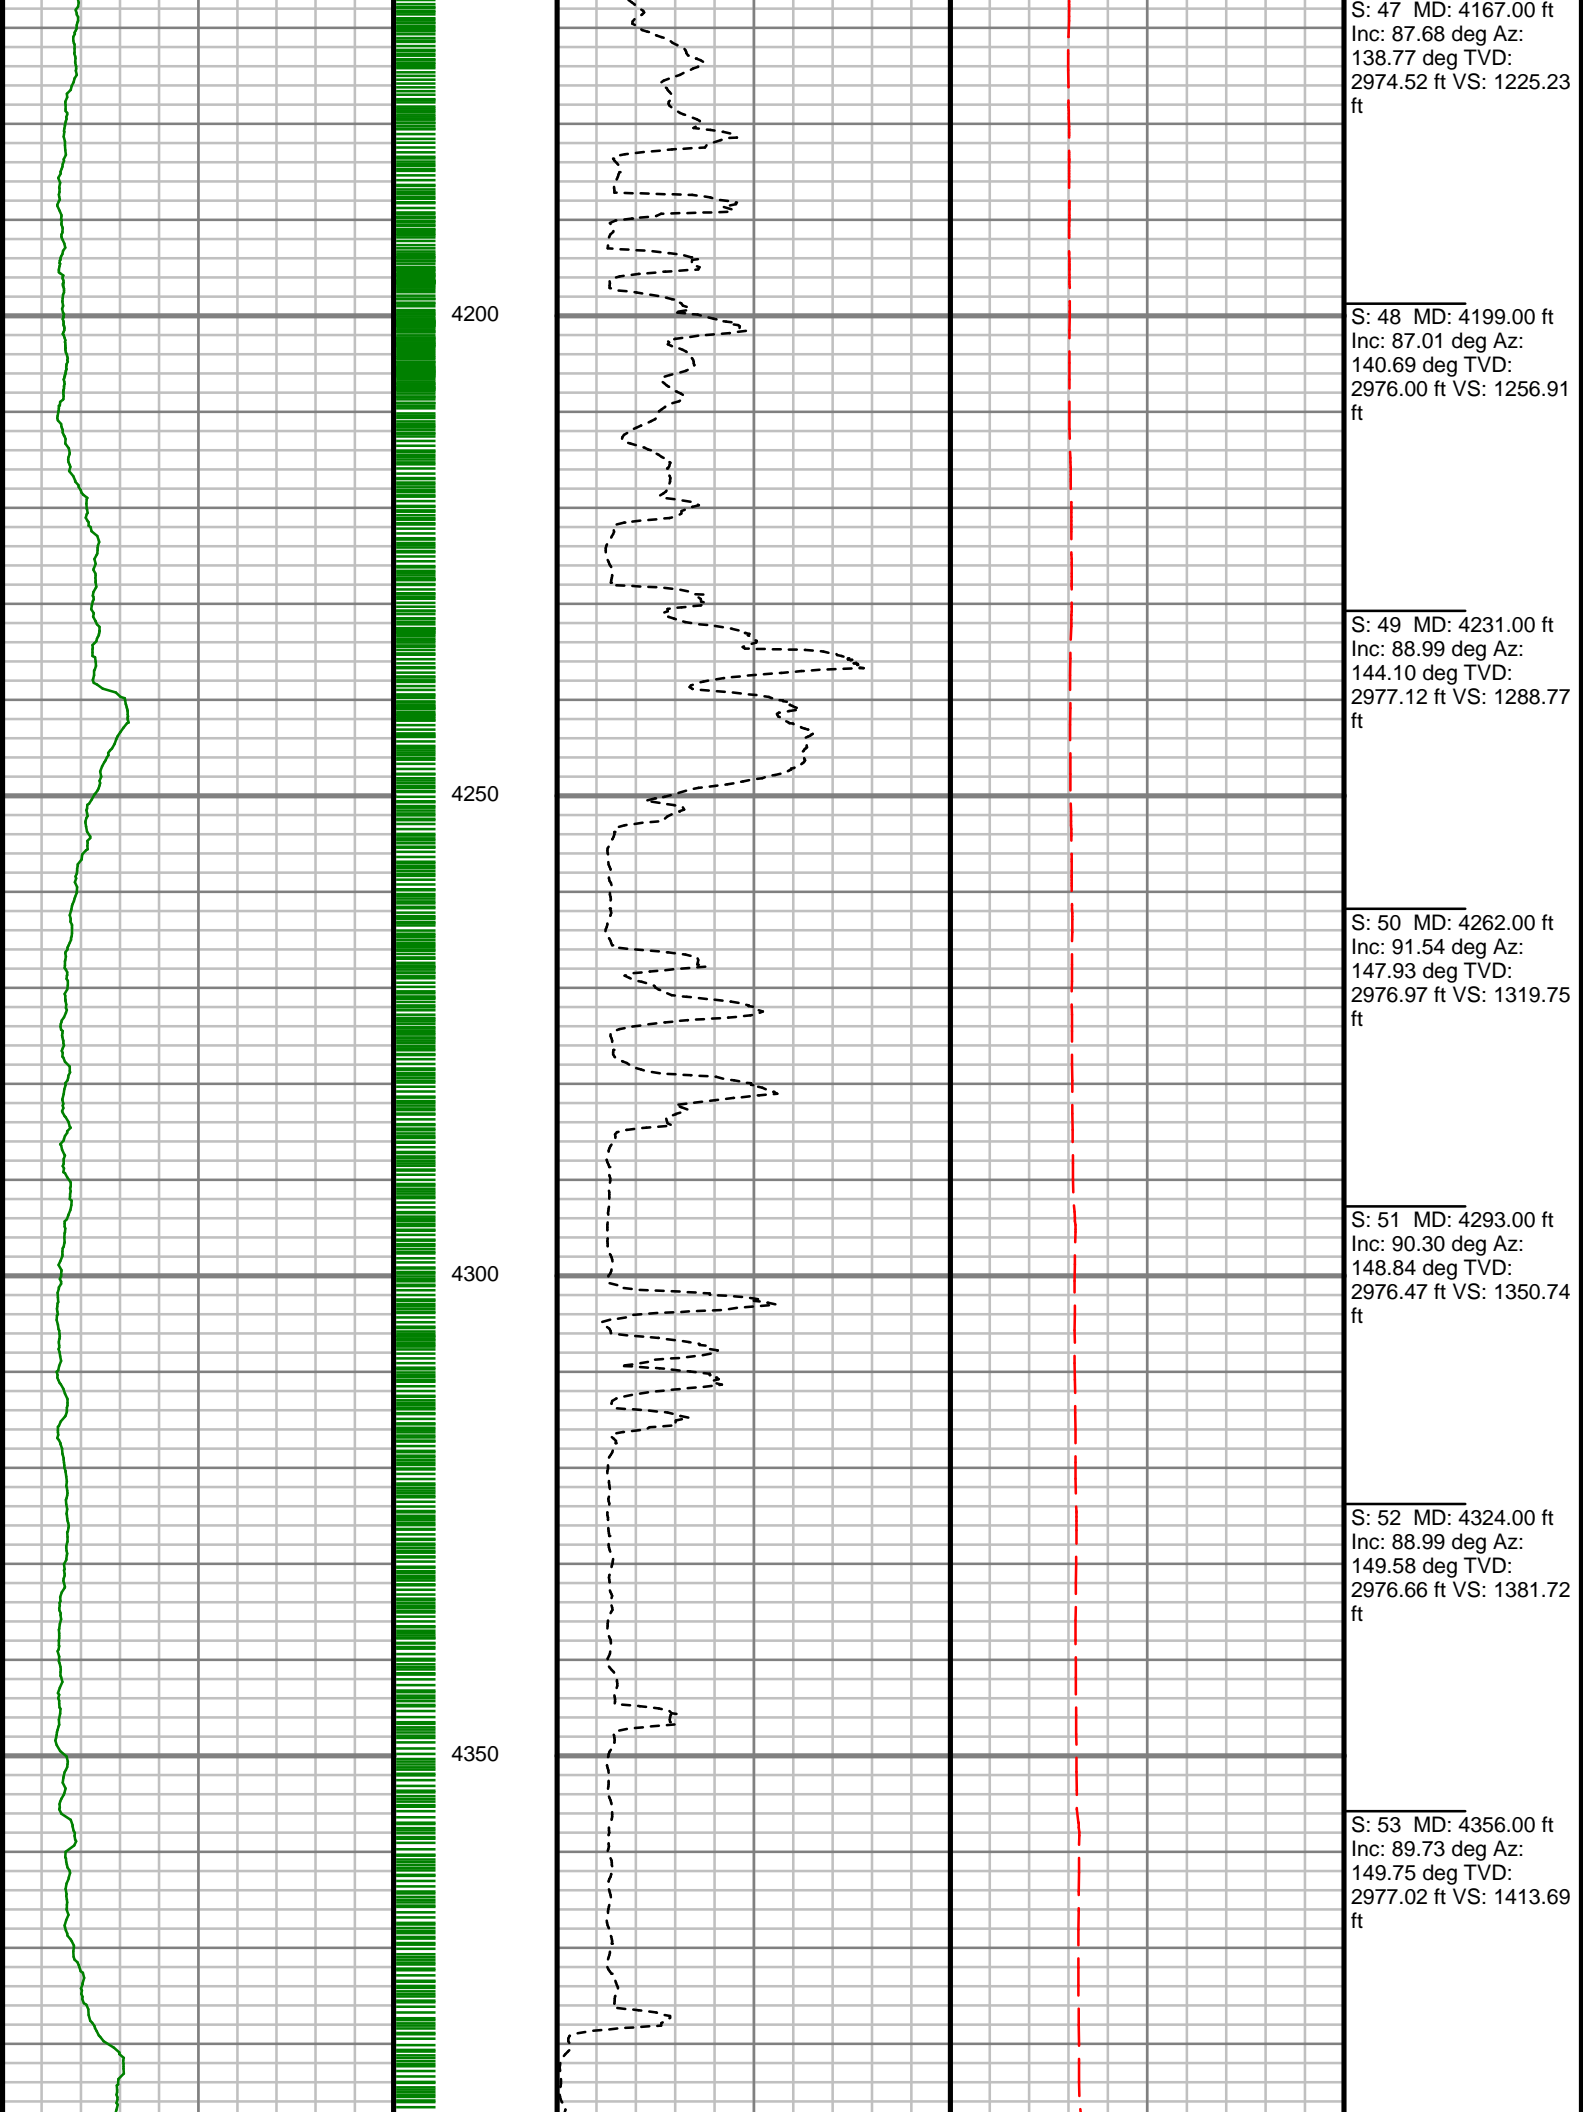 S: 47 MD: 4167.00 ft
Inc: 87.68 deg Az:
138.77 deg TVD:
2974.52 ft VS: 1225.23
ft
4200
S: 48 MD: 4199.00 ft
Inc: 87.01 deg Az:
140.69 deg TVD:
2976.00 ft VS: 1256.91
ft
S: 49 MD: 4231.00 ft
Inc: 88.99 deg Az:
144.10 deg TVD:
2977.12 ft VS: 1288.77
ft
4250
S: 50 MD: 4262.00 ft
Inc: 91.54 deg Az:
147.93 deg TVD:
2976.97 ft VS: 1319.75
ft
S: 51 MD: 4293.00 ft
Inc: 90.30 deg Az:
148.84 deg TVD:
2976.47 ft VS: 1350.74
ft
4300
S: 52 MD: 4324.00 ft
Inc: 88.99 deg Az:
149.58 deg TVD:
2976.66 ft VS: 1381.72
ft
4350
S: 53 MD: 4356.00 ft
Inc: 89.73 deg Az:
149.75 deg TVD:
2977.02 ft VS: 1413.69
ft